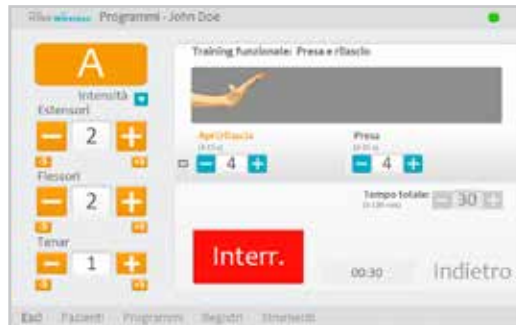 Programmi - John Doe
A
Intensità
Estensori
2
Flessori
2
Tenar
1
Training funzionale: Presa e rilascio
Apri/rilascia
Presa
4
4
Tempo totale:
30
Interr.
00:30
Indietro
Esci Pazienti Programmi Registri Strumenti